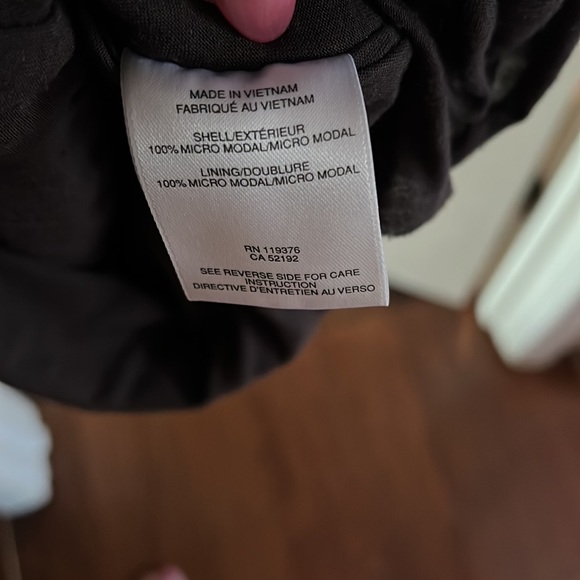 MADE IN VIETNAM
FABRIQUÉ AU VIETNAM
SHELL/EXTÉRIEUR
100% MICRO MODAL/MICRO MODAL
LINING/DOUBLURE
100% MICRO MODAL/MICRO MODAL
RN 119376
CA 52192
SEE REVERSE SIDE FOR CARE
INSTRUCTION
DIRECTIVE D'ENTRETIEN AU VERSO